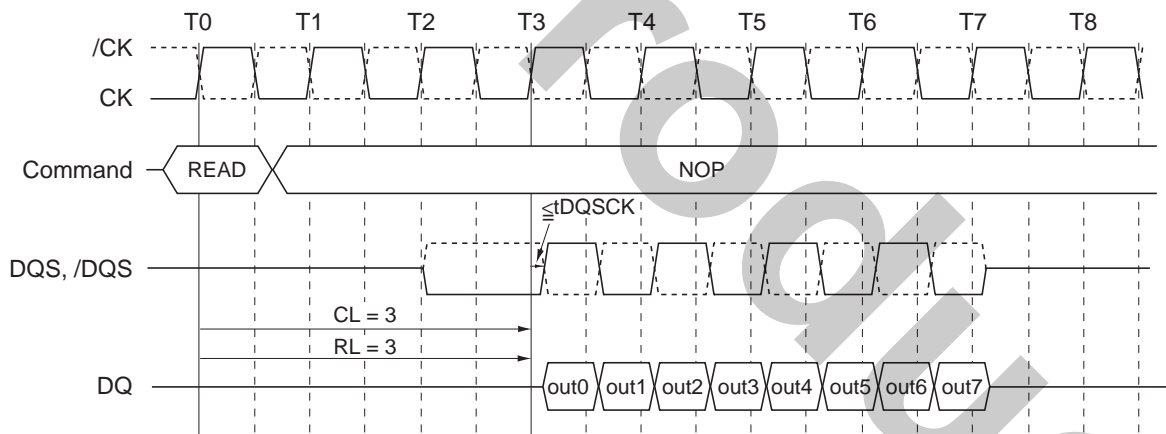 T0 T1 T2 T3 T4 T5 T6 T7 T8
/CK
CK
Command READ NOP
≦tDQSCK
DQS, /DQS
CL = 3
RL = 3
DQ out0 out1 out2 out3 out4 out5 out6 out7
rodu